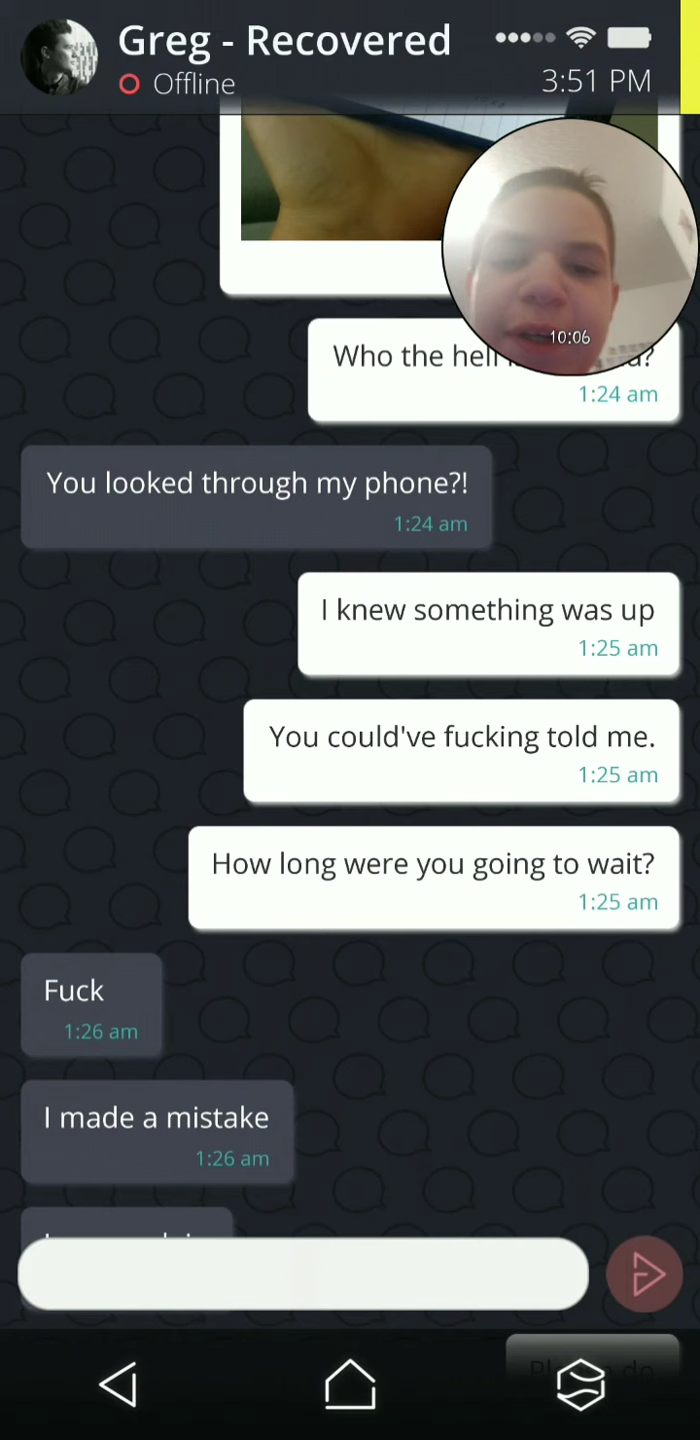 Greg - Recovered
Offline
3:51 PM
10:06
Who the hell
1:24 am
You looked through my phone?!
1:24 am
I knew something was up
1:25 am
You could've fucking told me.
1:25 am
How long were you going to wait?
1:25 am
Fuck
1:26 am
I made a mistake
1:26 am